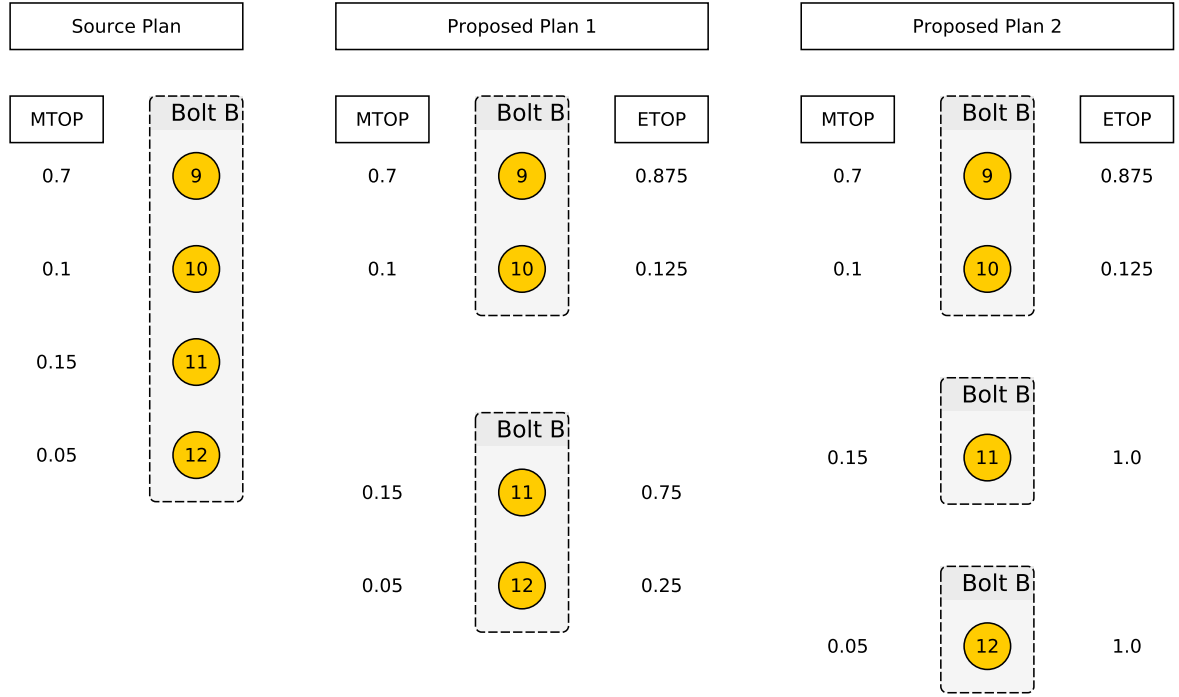 Source Plan
MTOP
Bolt B
0.7 9
0.1 10
0.15 11
0.05 12
Proposed Plan 1
MTOP
Bolt B
ETOP
0.7 9 0.875
0.1 10 0.125
Bolt B
0.15 11 0.75
0.05 12 0.25
Proposed Plan 2
MTOP
Bolt B
ETOP
0.7 9 0.875
0.1 10 0.125
Bolt B
0.15 11 1.0
Bolt B
0.05 12 1.0